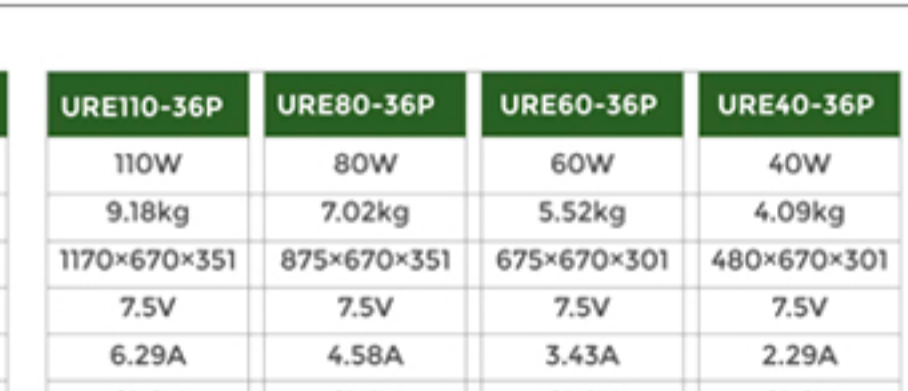 URE110-36P URE80-36P URE60-36P URE40-36P
110W 80W 60W 40W
9.18kg 7.02kg 5.52kg 4.09kg
1170×670×351 875×670×351 675×670×301 480×670×301
7.5V 7.5V 7.5V 7.5V
6.29A 4.58A 3.43A 2.29A